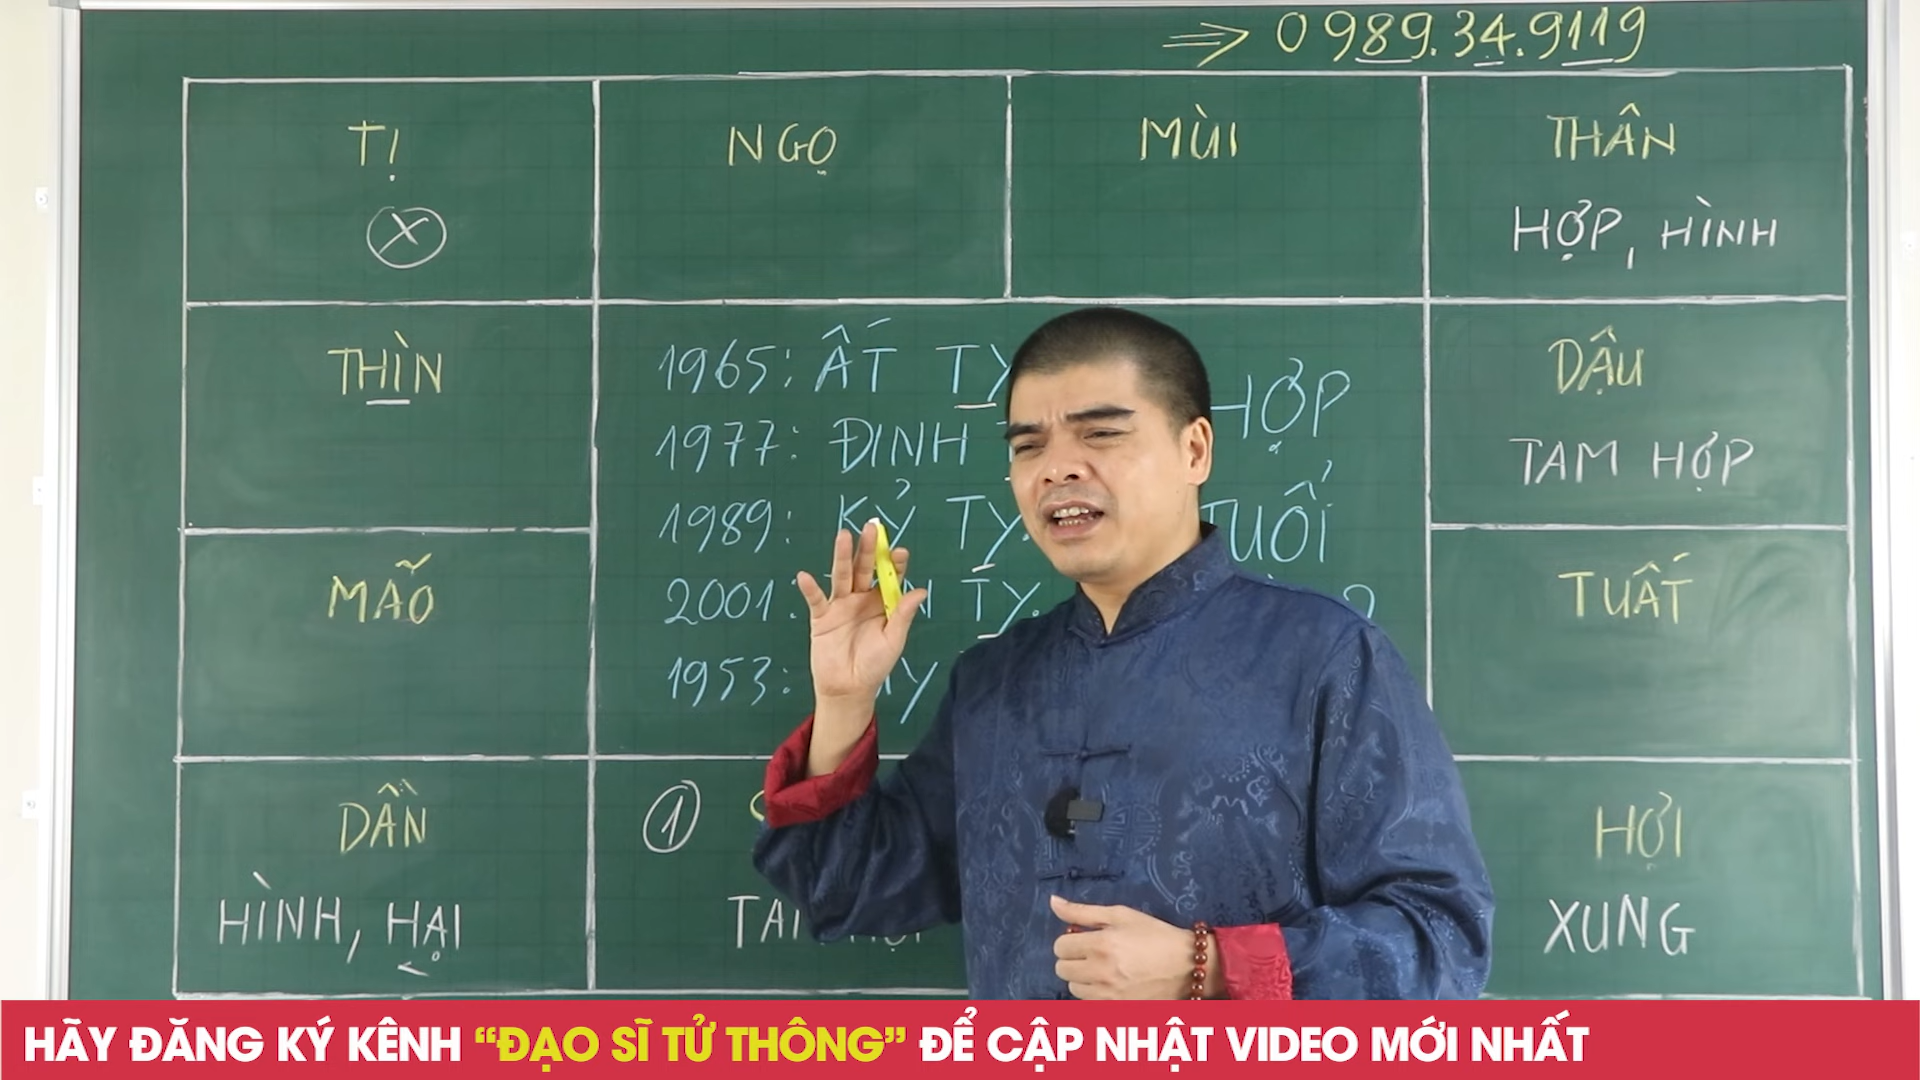 ⇒ 0989.34.9119
TỊ NGỌ MÙI THÂN
HỢP, HÌNH
THÌN
1965: ẤT TỴ HỢP
DẬU
1977: ĐINH
TAM HỢP
1989: KỶ TỴ TUỔI
MÃO
2001: TỴ ?
TUẤT
1953:
DẦN
①
HỢI
HÌNH, HẠI
XUNG
HÃY ĐĂNG KÝ KÊNH “ĐẠO SĨ TỬ THÔNG” ĐỂ CẬP NHẬT VIDEO MỚI NHẤT